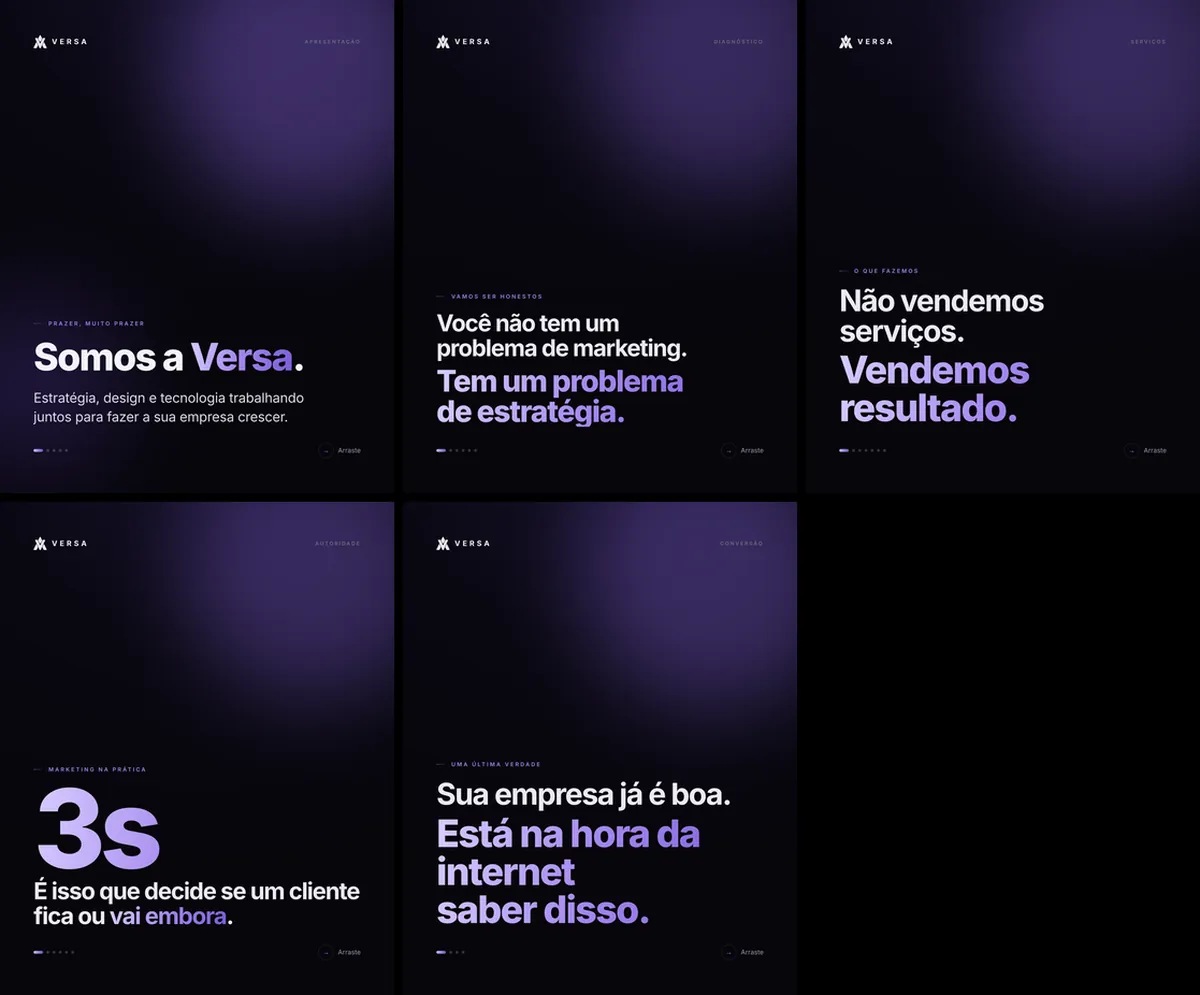 VERSA
APRESENTAÇÃO
PRAZER, MUITO PRAZER
Somos a Versa.
Estratégia, design e tecnologia trabalhando
juntos para fazer a sua empresa crescer.
Arraste
VERSA
DIAGNÓSTICO
VAMOS SER HONESTOS
Você não tem um
problema de marketing.
Tem um problema
de estratégia.
Arraste
VERSA
SERVIÇOS
O QUE FAZEMOS
Não vendemos
serviços.
Vendemos
resultado.
Arraste
VERSA
AUTORIDADE
MARKETING NA PRÁTICA
3s
É isso que decide se um cliente
fica ou vai embora.
Arraste
VERSA
CONVERSÃO
UMA ÚLTIMA VERDADE
Sua empresa já é boa.
Está na hora da
internet
saber disso.
Arraste